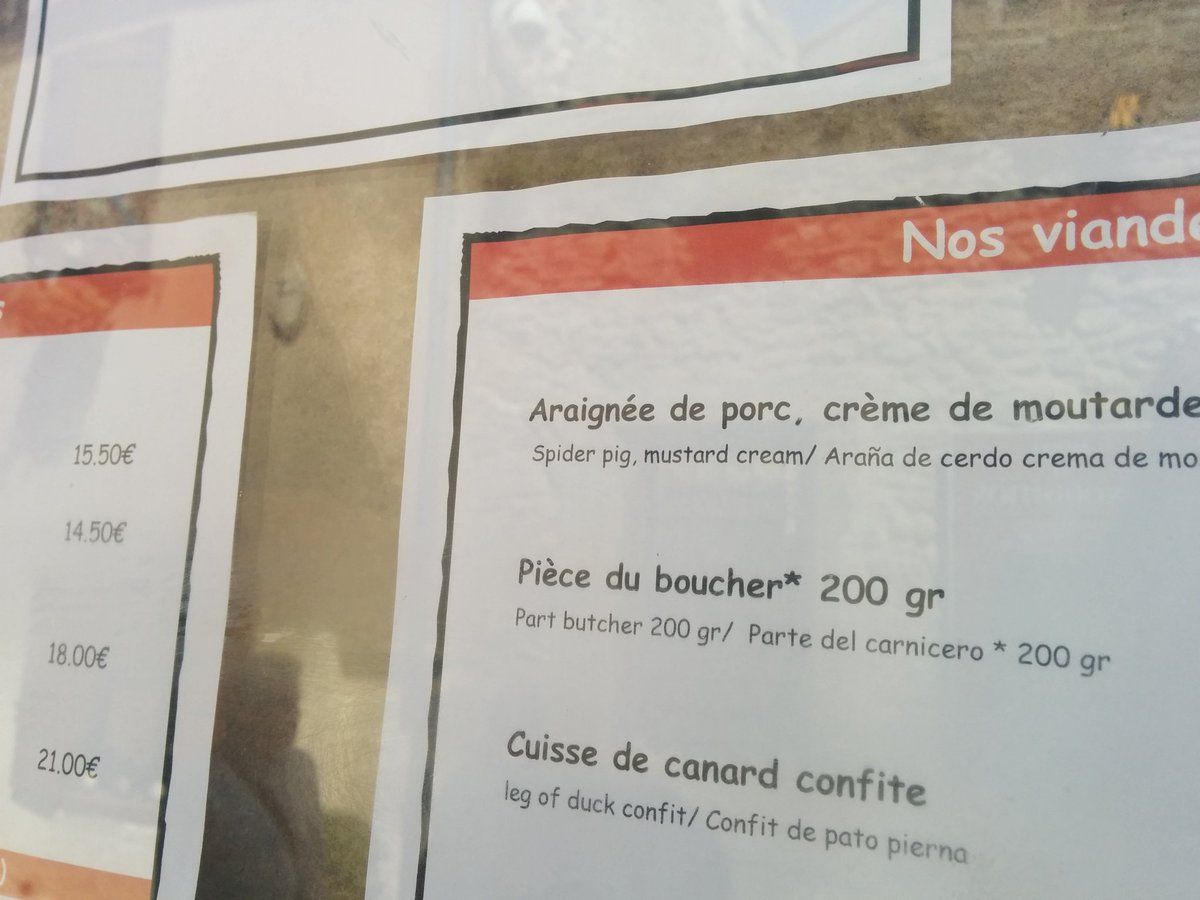 15.50€
14.50€
18.00€
21.00€
Nos
Araignée de porc, crème de moutarde
Spider pig, mustard cream/ Araña de cerdo crema de
Pièce du boucher* 200 gr
Part butcher 200 gr/ Parte del carnicero * 200 gr
Cuisse de canard confite
leg of duck confit/ Confit de pato pierna